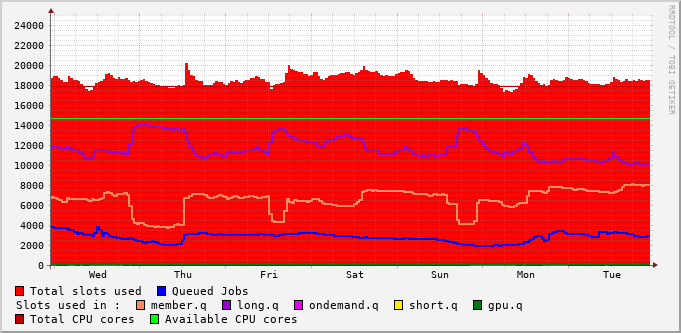 RRDTOOL / TOBI OETIKER
24000
22000
20000
18000
16000
14000
12000
10000
8000
6000
4000
2000
0
Wed Thu Fri Sat Sun Mon Tue
Total slots used Queued Jobs
Slots used in : member.q long.q ondemand.q short.q gpu.q
Total CPU cores Available CPU cores